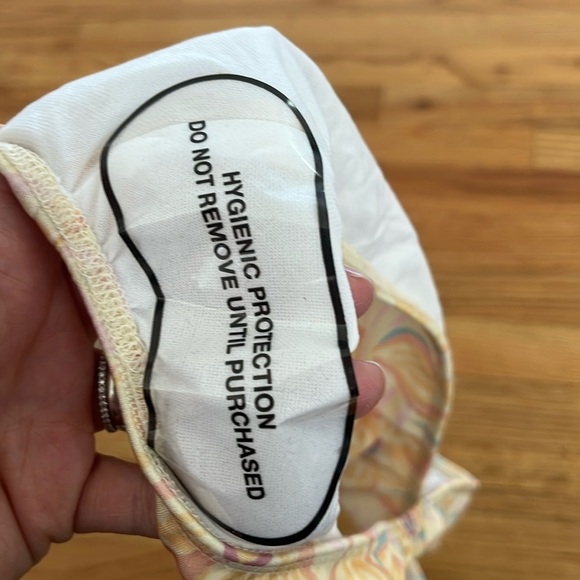 HYGIENIC PROTECTION
DO NOT REMOVE UNTIL PURCHASED